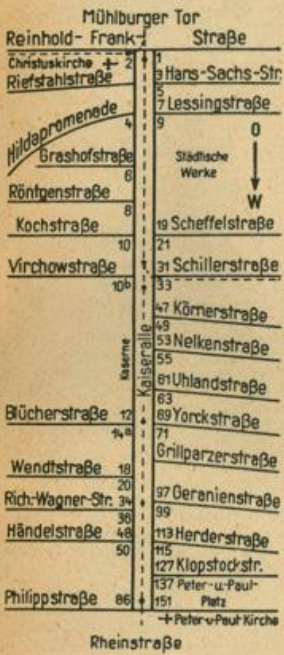 Mühlburger Tor
Reinhold-Frank- Straße
Christuskirche 2 1
3 Hans-Sachs-Str.
Riefstahlstraße
5
7 Lessingstraße
Hildapromenade 4 9
O
Grashofstraße
Städtische Werke
6
W
Röntgenstraße
8
Kochstraße 19 Scheffelstraße
10 21
Virchowstraße 31 Schillerstraße
10b 33
47 Körnerstraße
49
53 Nelkenstraße
55
Kaserne
Kaiserallee
61 Uhlandstraße
63
Blücherstraße 12 69 Yorckstraße
14a 71
Grillparzerstraße
Wendtstraße 18
20
Rich.-Wagner-Str. 34 97 Geranienstraße
36 99
Händelstraße 48 113 Herderstraße
50 115
127 Klopstockstr.
137 Peter-u.Paul-
Philippstraße 86 151 Platz
Peter-u-Paul Kirche
Rheinstraße